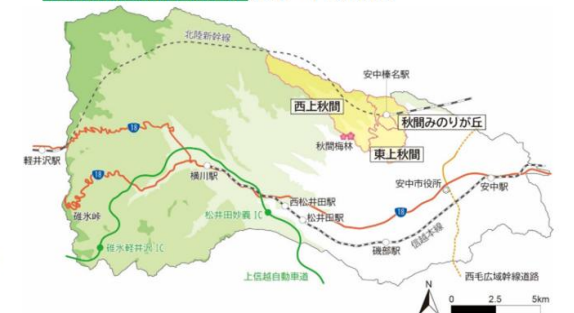 北陸新幹線
安中榛名駅
西上秋間
秋間みのりが丘
18
秋間梅林
東上秋間
軽井沢駅
18
横川駅
安中市役所
安中駅
西松井田駅
碓氷峠
松井田妙義 IC
松井田駅
18
信越本線
碓氷軽井沢 IC
磯部駅
上信越自動車道
西毛広域幹線道路
N
0 2.5 5km